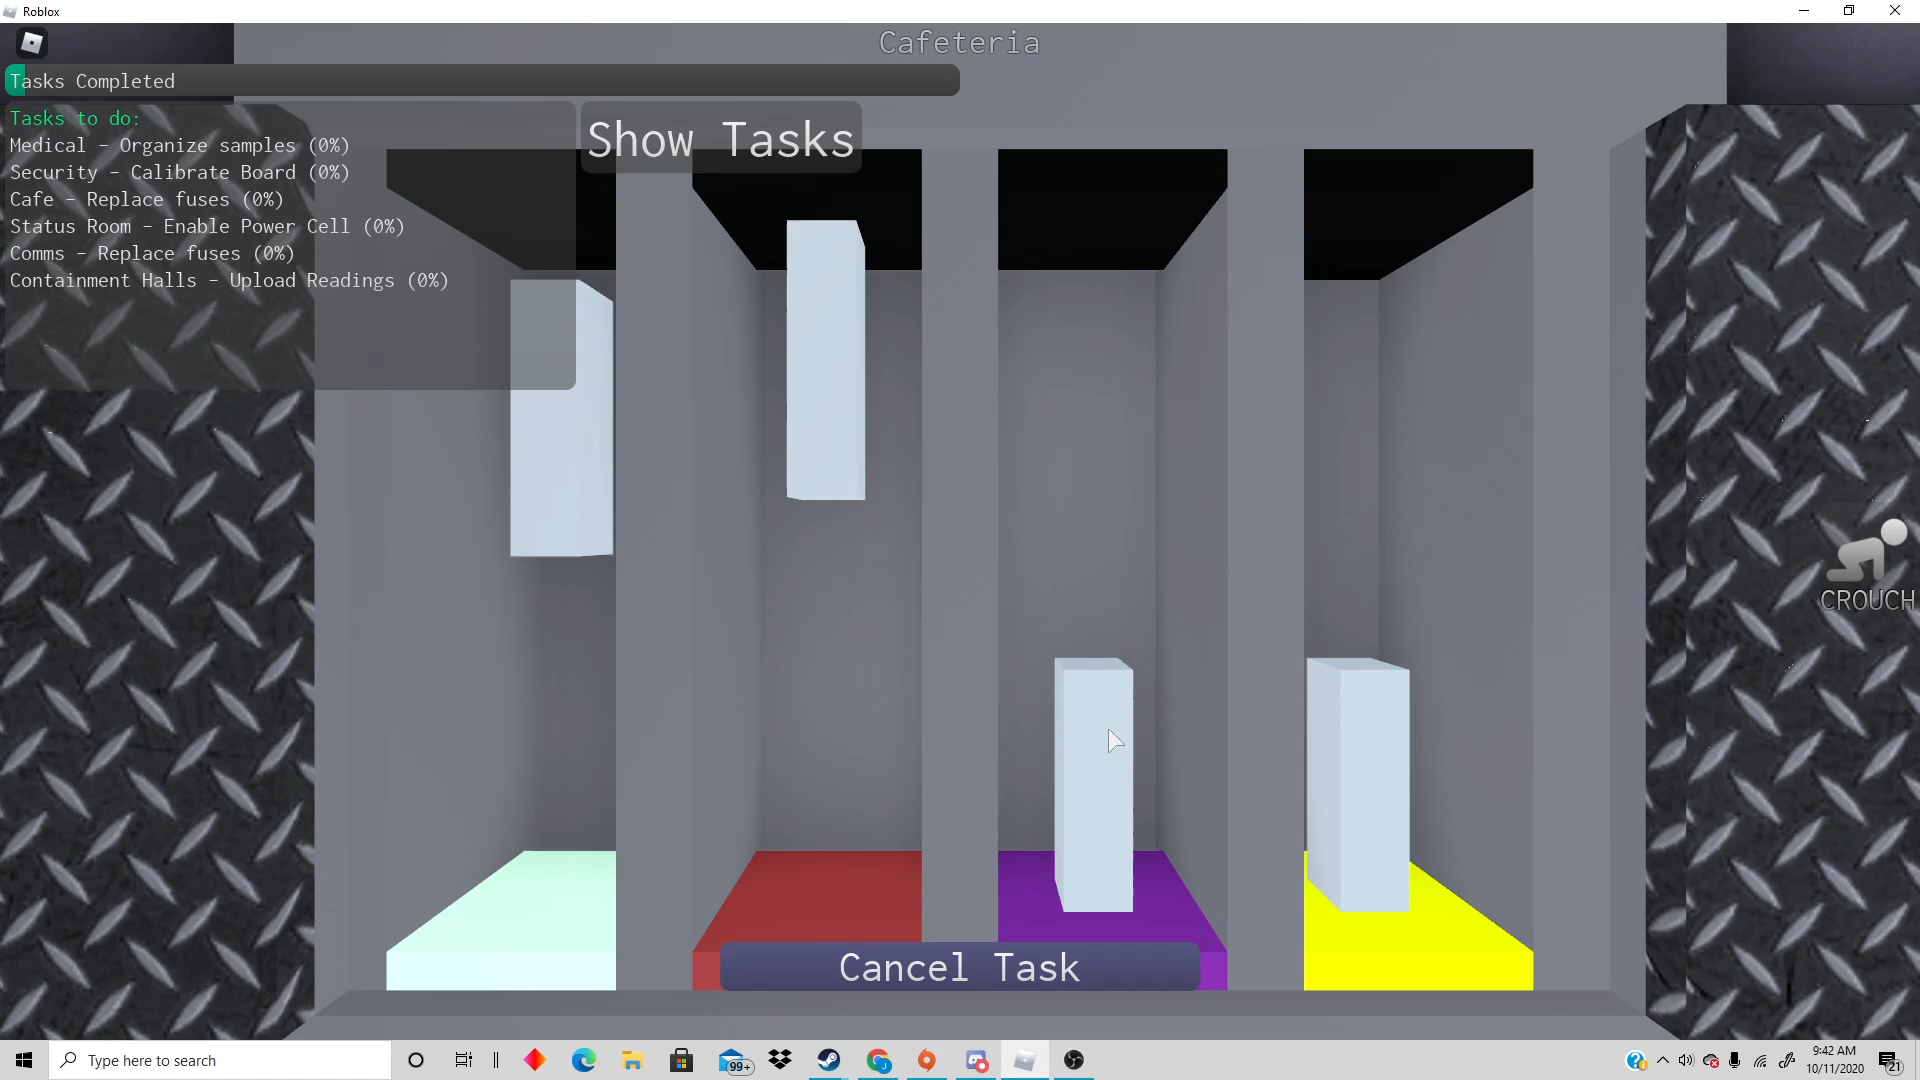 Roblox
Cafeteria
Tasks Completed
Tasks to do:
Show Tasks
Medical - Organize samples (0%)
Security - Calibrate Board (0%)
Cafe - Replace fuses (0%)
Status Room - Enable Power Cell (0%)
Comms - Replace fuses (0%)
Containment Halls - Upload Readings (0%)
CROUCH
Cancel Task
Type here to search
99+
9:42 AM
10/11/2020
21